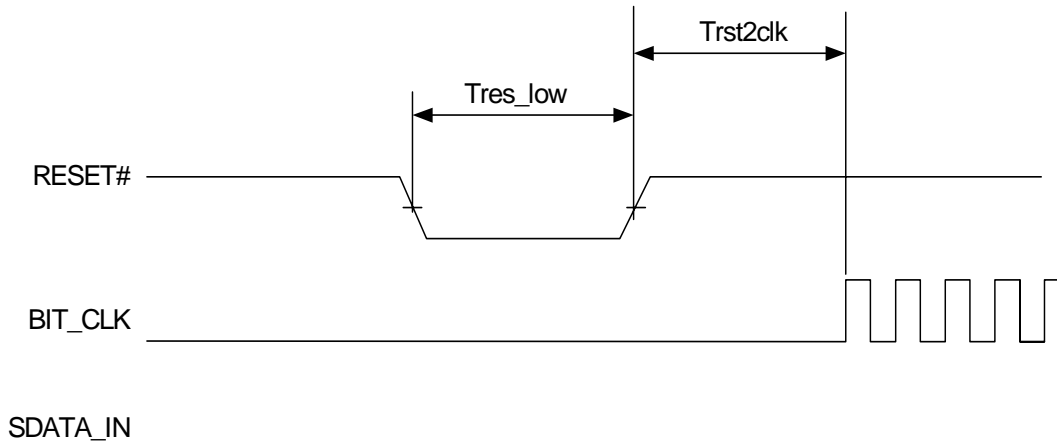 Trst2clk
Tres_low
RESET#
BIT_CLK
SDATA_IN